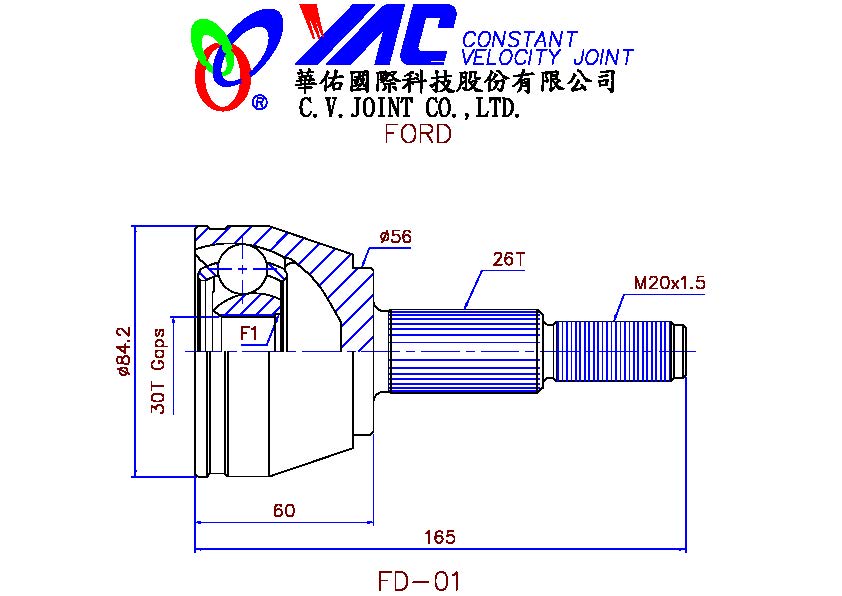 YAC CONSTANT
VELOCITY JOINT
®
華佑國際科技股份有限公司
C.V.JOINT CO.,LTD.
FORD
ø56
26T
M20x1.5
F1
ø84.2
30T Gaps
60
165
FD-01